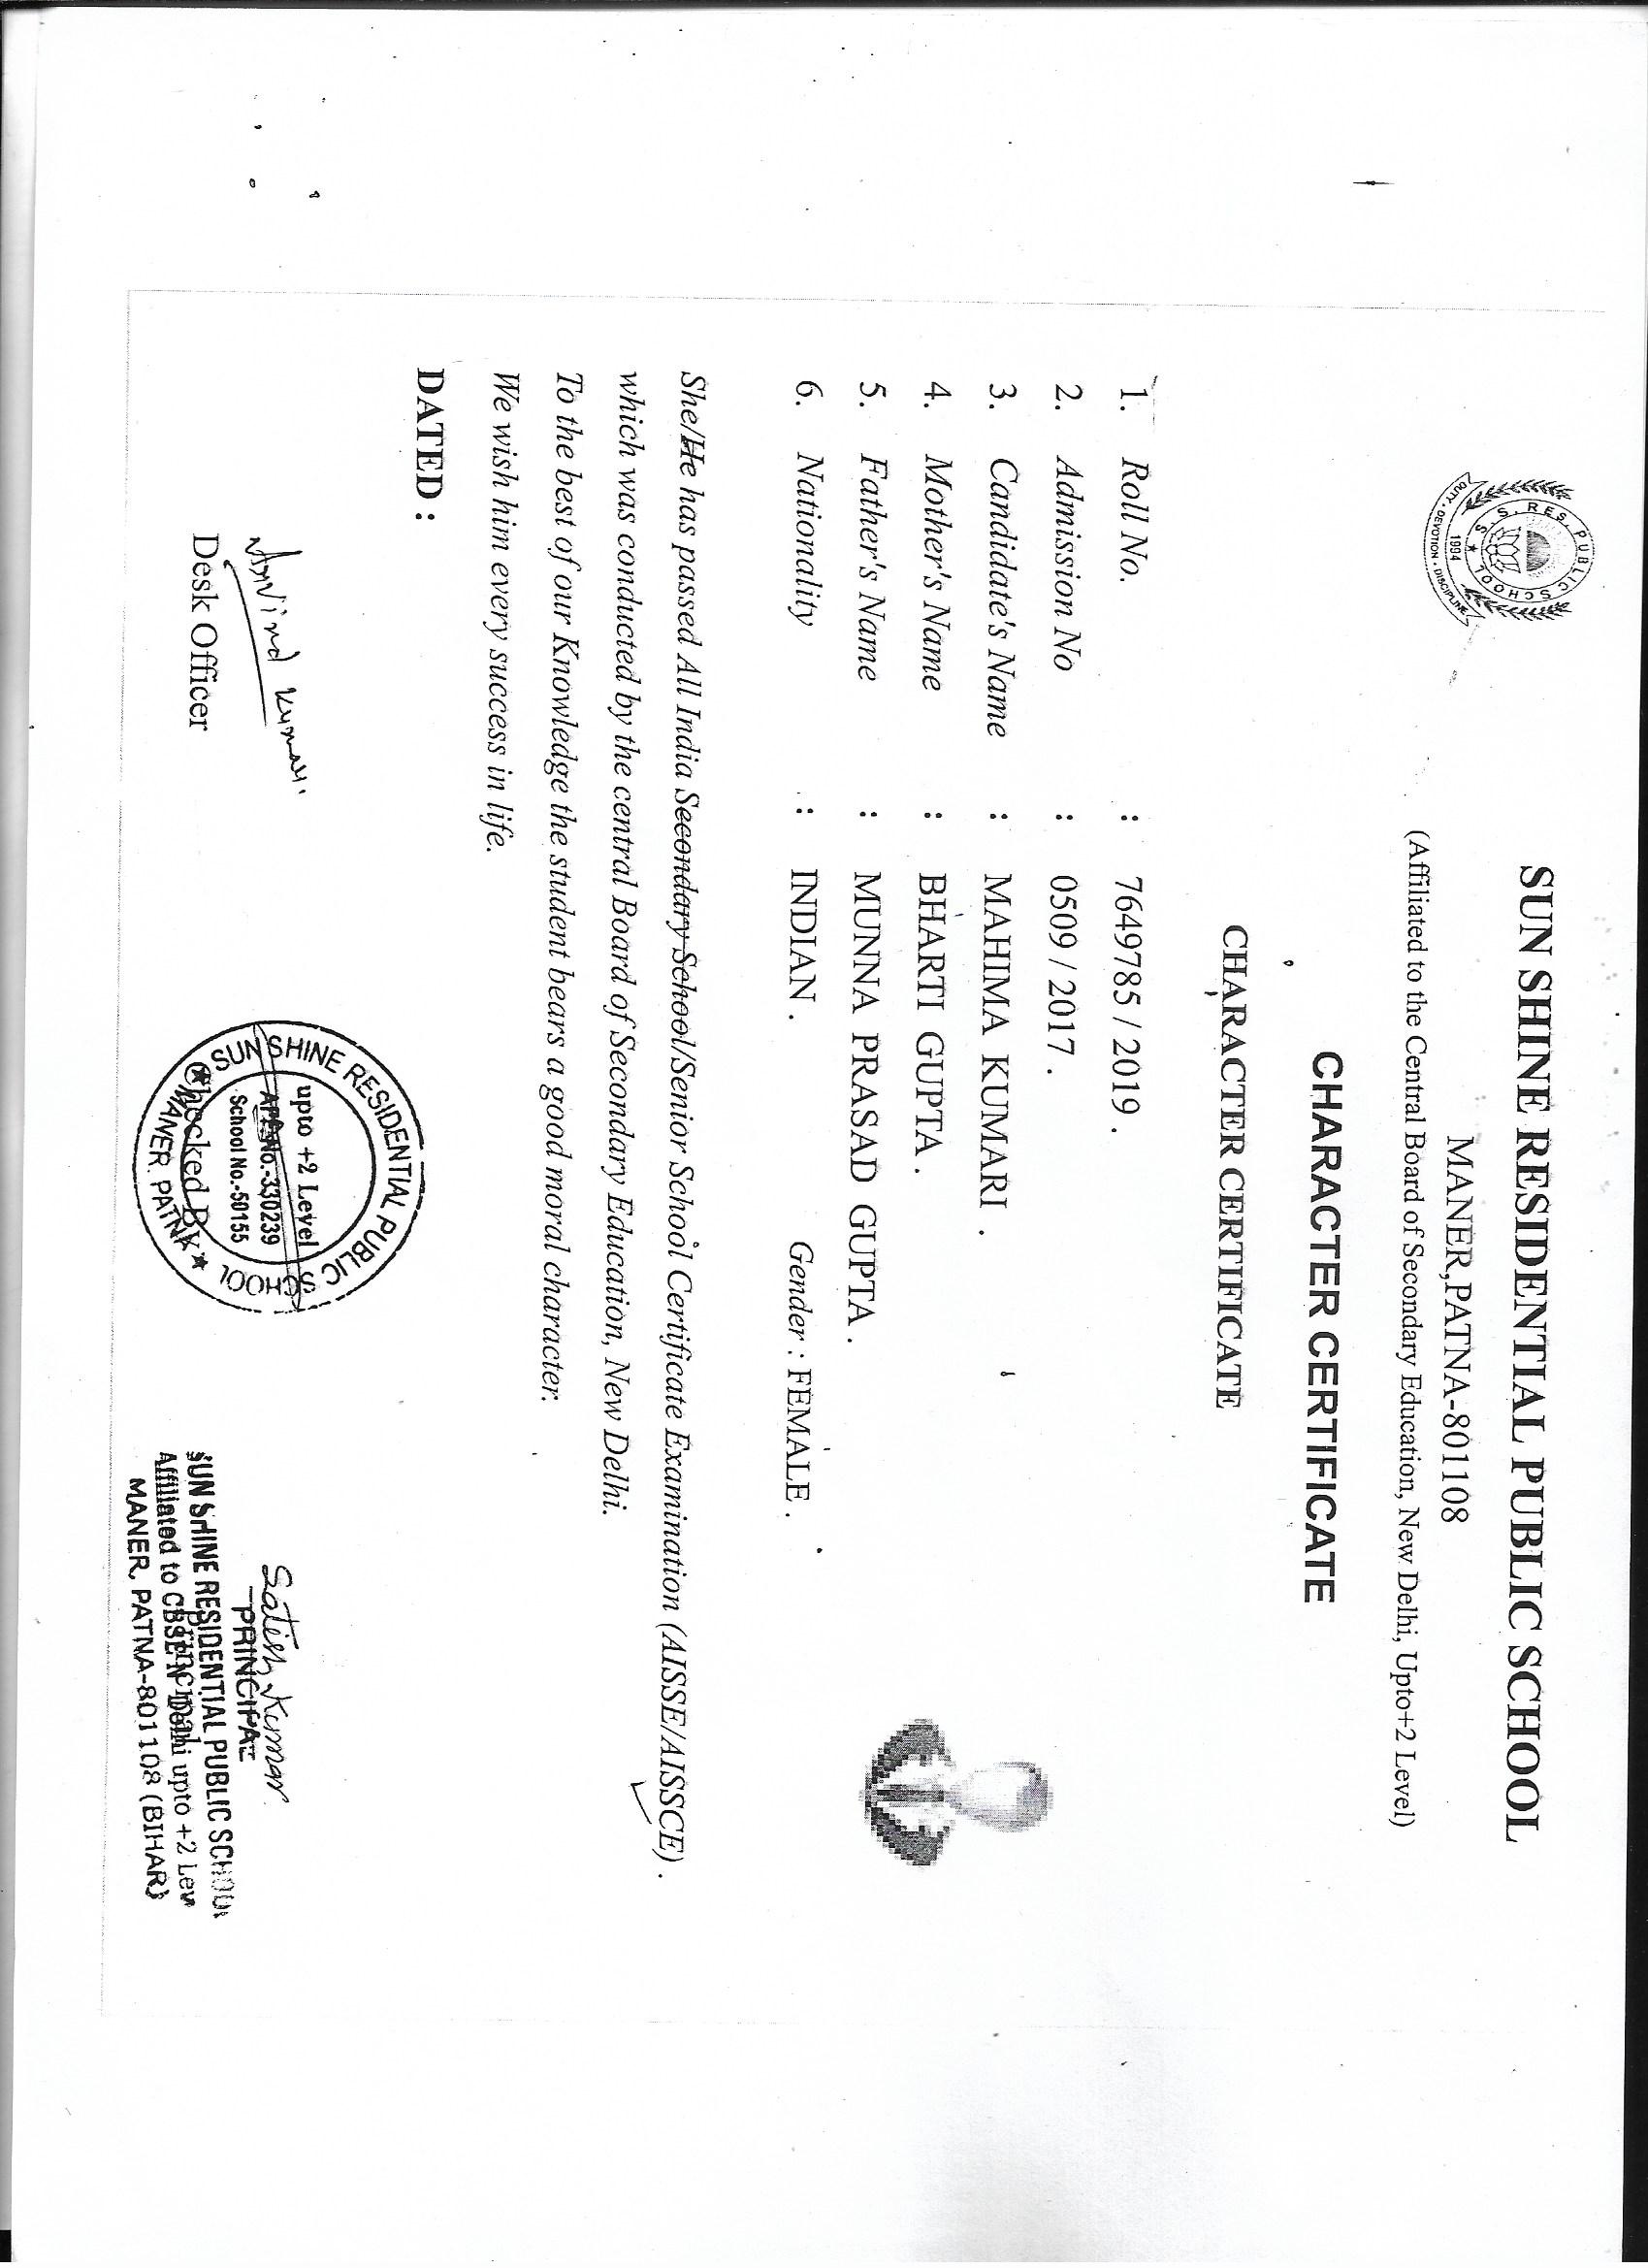 SUN SHINE RESIDENTIAL PUBLIC SCHOOL
MANER,PATNA-801108
(Affiliated to the Central Board of Secondary Education, New Delhi, Upto+2 Level)
S. S. RES. PUBLIC SCHOOL
1994
DUTY - DEVOTION - DISCIPLINE
CHARACTER CERTIFICATE
CHARACTER CERTIFICATE
1. Roll No. : 7649785 / 2019 .
2. Admission No : 0509 / 2017 .
3. Candidate's Name : MAHIMA KUMARI .
4. Mother's Name : BHARTI GUPTA .
5. Father's Name : MUNNA PRASAD GUPTA .
6. Nationality : INDIAN . Gender : FEMALE .
She/He has passed All India Secondary School/Senior School Certificate Examination (AISSE/AISSCE) .
which was conducted by the central Board of Secondary Education, New Delhi.
To the best of our Knowledge the student bears a good moral character.
We wish him every success in life.
DATED :
Arvind Kumar
Desk Officer
SUN SHINE RESIDENTIAL PUBLIC SCHOOL
upto +2 Level
No.-330239
School No.-50155
MANER, PATNA
Checked By
Satish Kumar
PRINCIPAL
SUN SHINE RESIDENTIAL PUBLIC SCHOOL
Affiliated to CBSE N Delhi upto +2 Lev
Principal
MANER, PATNA-801108 (BIHAR)